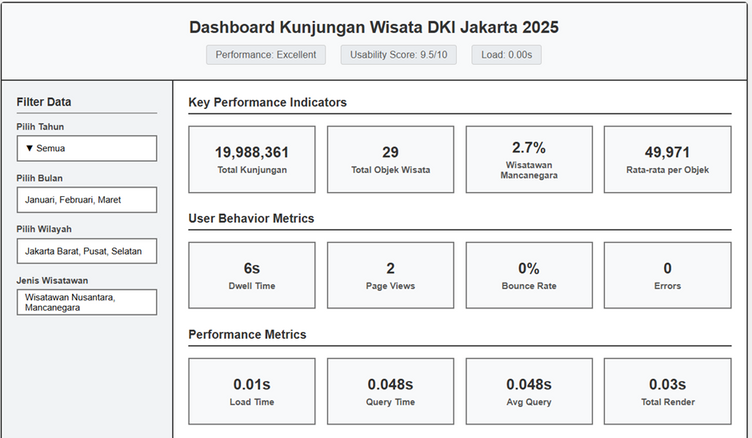 Dashboard Kunjungan Wisata DKI Jakarta 2025
Performance: Excellent
Usability Score: 9.5/10
Load: 0.00s
Filter Data
Pilih Tahun
▼ Semua
Pilih Bulan
Januari, Februari, Maret
Pilih Wilayah
Jakarta Barat, Pusat, Selatan
Jenis Wisatawan
Wisatawan Nusantara,
Mancanegara
Key Performance Indicators
19,988,361
Total Kunjungan
29
Total Objek Wisata
2.7%
Wisatawan
Mancanegara
49,971
Rata-rata per Objek
User Behavior Metrics
6s
Dwell Time
2
Page Views
0%
Bounce Rate
0
Errors
Performance Metrics
0.01s
Load Time
0.048s
Query Time
0.048s
Avg Query
0.03s
Total Render